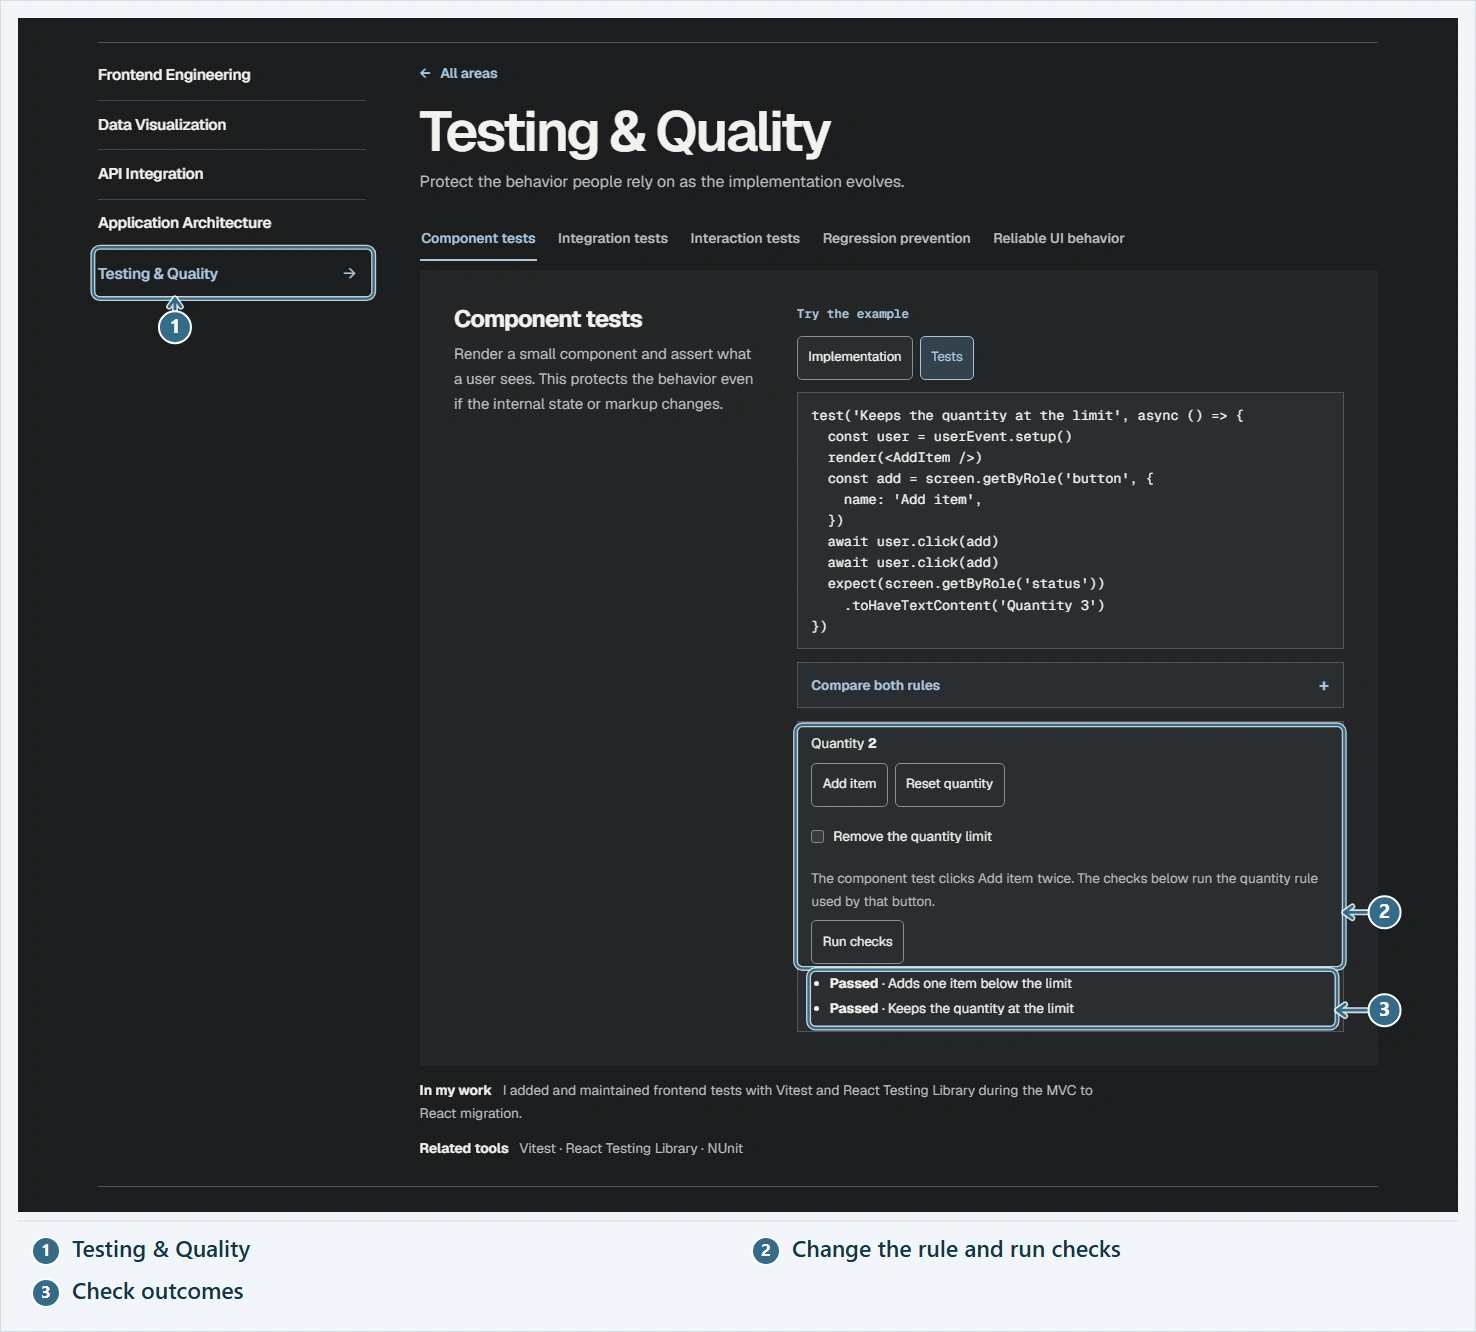 Frontend Engineering
Data Visualization
API Integration
Application Architecture
Testing & Quality →
1
← All areas
Testing & Quality
Protect the behavior people rely on as the implementation evolves.
Component tests Integration tests Interaction tests Regression prevention Reliable UI behavior
Component tests
Render a small component and assert what
a user sees. This protects the behavior even
if the internal state or markup changes.
Try the example
Implementation Tests
test('Keeps the quantity at the limit', async () => {
  const user = userEvent.setup()
  render(<AddItem />)
  const add = screen.getByRole('button', {
    name: 'Add item',
  })
  await user.click(add)
  await user.click(add)
  expect(screen.getByRole('status'))
    .toHaveTextContent('Quantity 3')
})
Compare both rules +
Quantity 2
Add item Reset quantity
Remove the quantity limit
The component test clicks Add item twice. The checks below run the quantity rule
used by that button.
2
Run checks
• Passed · Adds one item below the limit
• Passed · Keeps the quantity at the limit
3
In my work I added and maintained frontend tests with Vitest and React Testing Library during the MVC to
React migration.
Related tools Vitest · React Testing Library · NUnit
1 Testing & Quality
2 Change the rule and run checks
3 Check outcomes